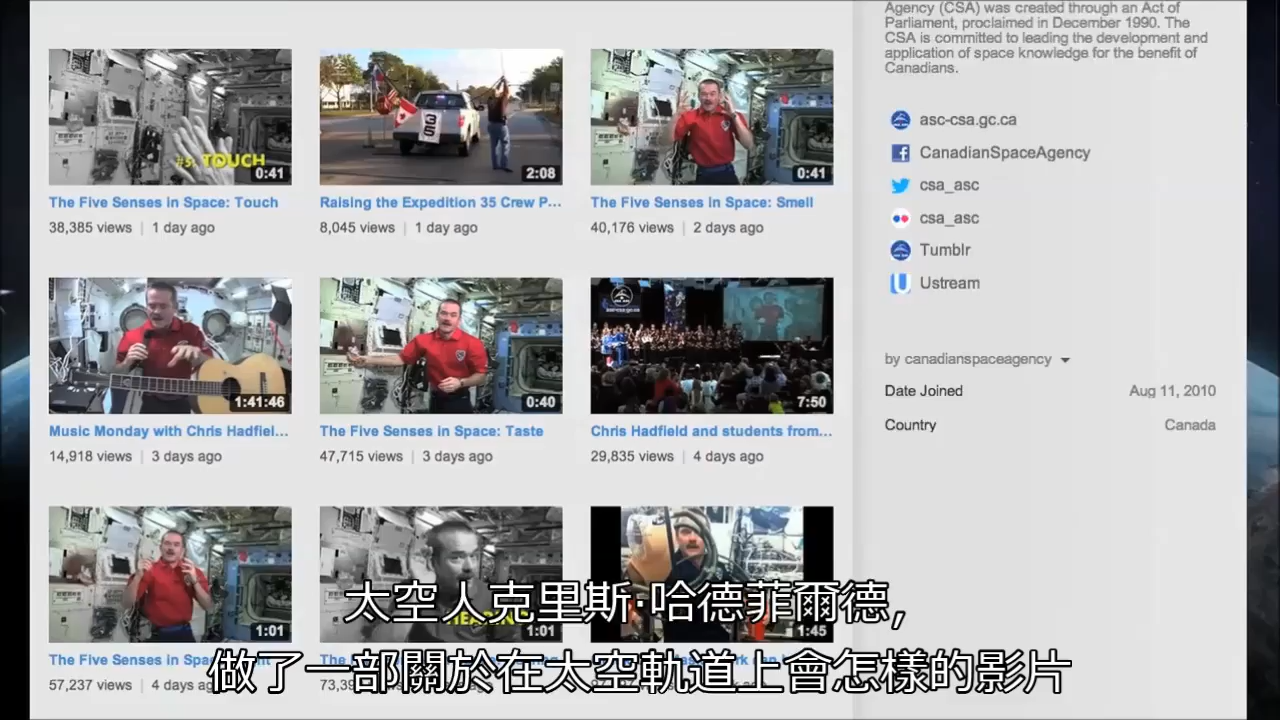 Agency (CSA) was created through an Act of
Parliament, proclaimed in December 1990. The
CSA is committed to leading the development and
application of space knowledge for the benefit of
Canadians.
#5: TOUCH
0:41
2:08
0:41
The Five Senses in Space: Touch
Raising the Expedition 35 Crew P...
The Five Senses in Space: Smell
38,385 views | 1 day ago
8,045 views | 1 day ago
40,176 views | 2 days ago
asc-csa.gc.ca
CanadianSpaceAgency
csa_asc
csa_asc
Tumblr
Ustream
1:41:46
0:40
7:50
Music Monday with Chris Hadfiel...
The Five Senses in Space: Taste
Chris Hadfield and students from...
14,918 views | 3 days ago
47,715 views | 3 days ago
29,835 views | 4 days ago
by canadianspaceagency
Date Joined Aug 11, 2010
Country Canada
HEARING
1:01
1:01
1:45
太空人克里斯·哈德菲爾德，
做了一部關於在太空軌道上會怎樣的影片
The Five Senses in Spa
57,237 views | 4 da